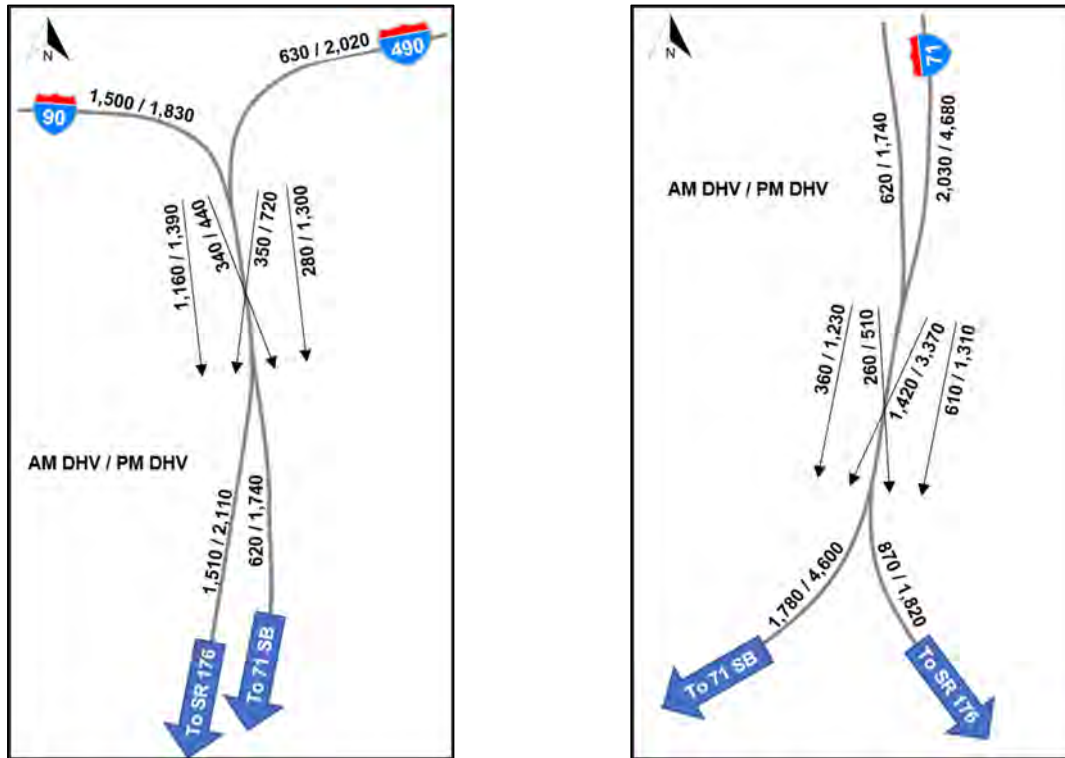 N
630 / 2,020
490
90
1,500 / 1,830
1,160 / 1,390
340 / 440
350 / 720
280 / 1,300
AM DHV / PM DHV
1,510 / 2,110
620 / 1,740
To SR 176
To 71 SB
N
71
620 / 1,740
2,030 / 4,680
AM DHV / PM DHV
360 / 1,230
260 / 510
1,420 / 3,370
610 / 1,310
1,780 / 4,600
870 / 1,820
To 71 SB
To SR 176